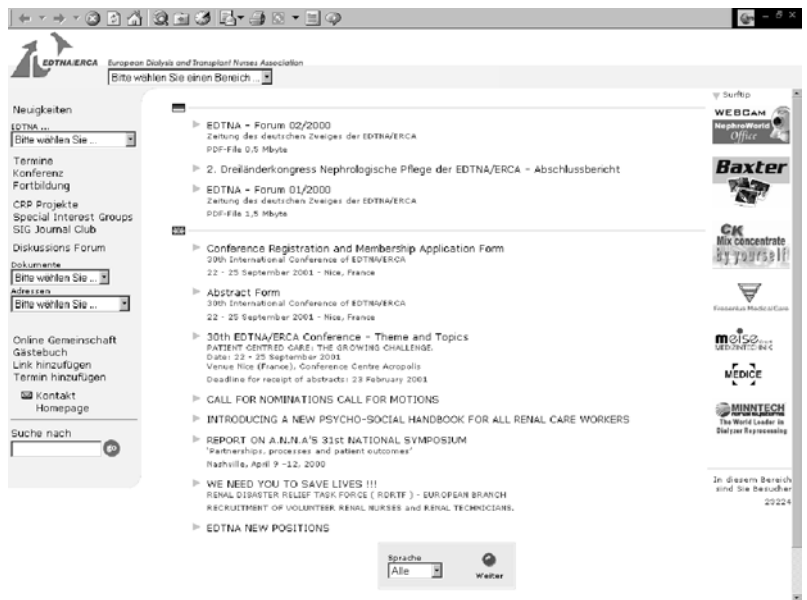 EDTNA/ERCA
European Dialysis and Transplant Nurses Association
Bitte wählen Sie einen Bereich ...
Neuigkeiten
EDTNA ...
Bitte wählen Sie ...
Termine
Konferenz
Fortbildung
CRP Projekte
Special Interest Groups
SIG Journal Club
Diskussions Forum
Dokumente
Bitte wählen Sie ...
Adressen
Bitte wählen Sie ...
Online Gemeinschaft
Gästebuch
Link hinzufügen
Termin hinzufügen
Kontakt
Homepage
Suche nach
go
EDTNA - Forum 02/2000
Zeitung des deutschen Zweiges der EDTNA/ERCA
PDF-File 0,5 Mbyte
2. Dreiländerkongress Nephrologische Pflege der EDTNA/ERCA - Abschlussbericht
EDTNA - Forum 01/2000
Zeitung des deutschen Zweiges der EDTNA/ERCA
PDF-File 1,5 Mbyte
Conference Registration and Membership Application Form
30th International Conference of EDTNA/ERCA
22 - 25 September 2001 - Nice, France
Abstract Form
30th International Conference of EDTNA/ERCA
22 - 25 September 2001 - Nice, France
30th EDTNA/ERCA Conference - Theme and Topics
PATIENT CENTRED CARE: THE GROWING CHALLENGE.
Date: 22 - 25 September 2001
Venue Nice (France), Conference Centre Acropolis
Deadline for receipt of abstracts: 23 February 2001
CALL FOR NOMINATIONS CALL FOR MOTIONS
INTRODUCING A NEW PSYCHO-SOCIAL HANDBOOK FOR ALL RENAL CARE WORKERS
REPORT ON A.N.N.A'S 31st NATIONAL SYMPOSIUM
'Partnerships, processes and patient outcomes'
Nashville, April 9 -12, 2000
WE NEED YOU TO SAVE LIVES !!!
RENAL DISASTER RELIEF TASK FORCE ( RDRTF ) - EUROPEAN BRANCH
RECRUITMENT OF VOLUNTEER RENAL NURSES and RENAL TECHNICIANS.
EDTNA NEW POSITIONS
Sprache
Alle
Weiter
Surftip
WEBCAM
NephroWorld
Office
Baxter
CK
Mix concentrate
by yourself!
Fresenius Medical Care
meise
MEDIZINTECHNIK
MEDICE
MINNTECH
The World Leader in
Dialyzer Reprocessing
In diesem Bereich
sind Sie Besucher
29224